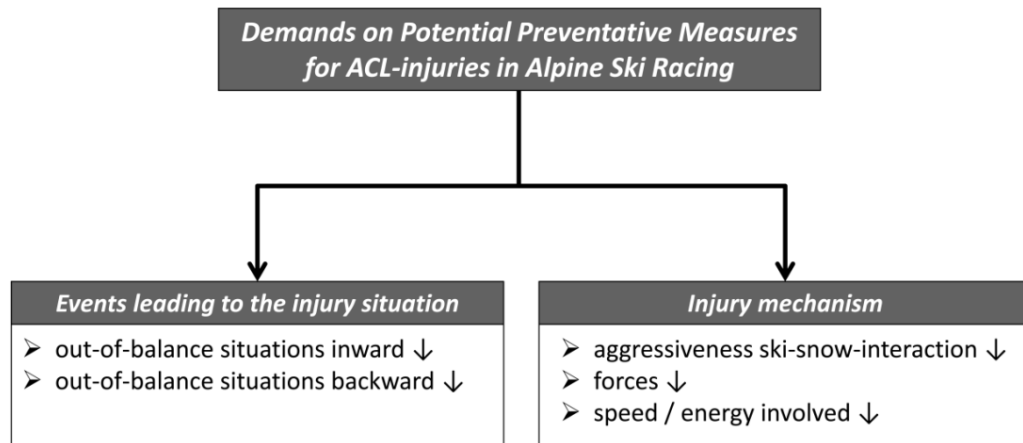 Demands on Potential Preventative Measures
for ACL-injuries in Alpine Ski Racing
Events leading to the injury situation
➢ out-of-balance situations inward ↓
➢ out-of-balance situations backward ↓
Injury mechanism
➢ aggressiveness ski-snow-interaction ↓
➢ forces ↓
➢ speed / energy involved ↓